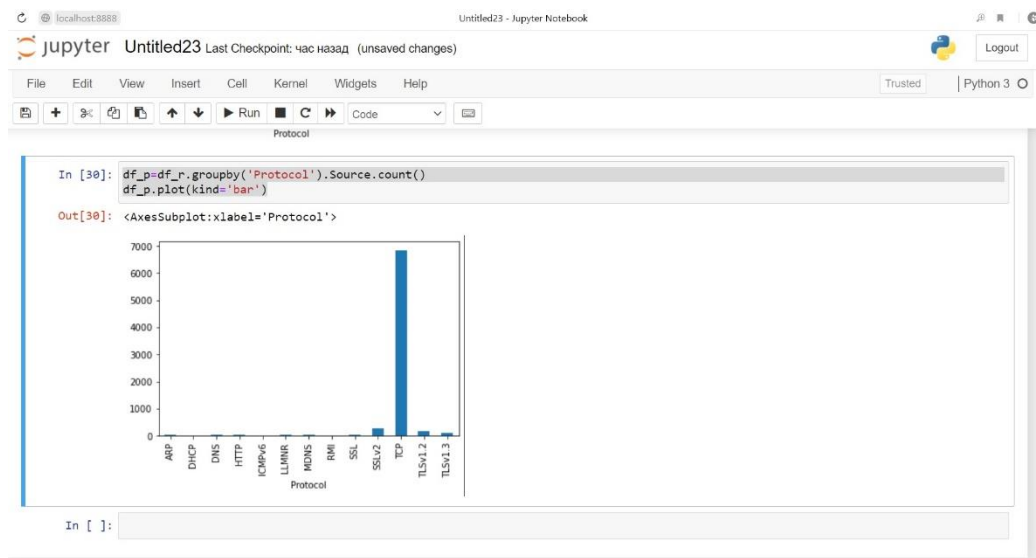 localhost:8888
Untitled23 - Jupyter Notebook
jupyter Untitled23 Last Checkpoint: час назад (unsaved changes)
Logout
File Edit View Insert Cell Kernel Widgets Help
Trusted
Python 3
Run
Code
Protocol
In [30]: df_p=df_r.groupby('Protocol').Source.count()
df_p.plot(kind='bar')
Out[30]: <AxesSubplot:xlabel='Protocol'>
7000
6000
5000
4000
3000
2000
1000
0
ARP
DHCP
DNS
HTTP
ICMPv6
LLMNR
MDNS
RMI
SSL
SSLv2
TCP
TLSv1.2
TLSv1.3
Protocol
In [ ]: